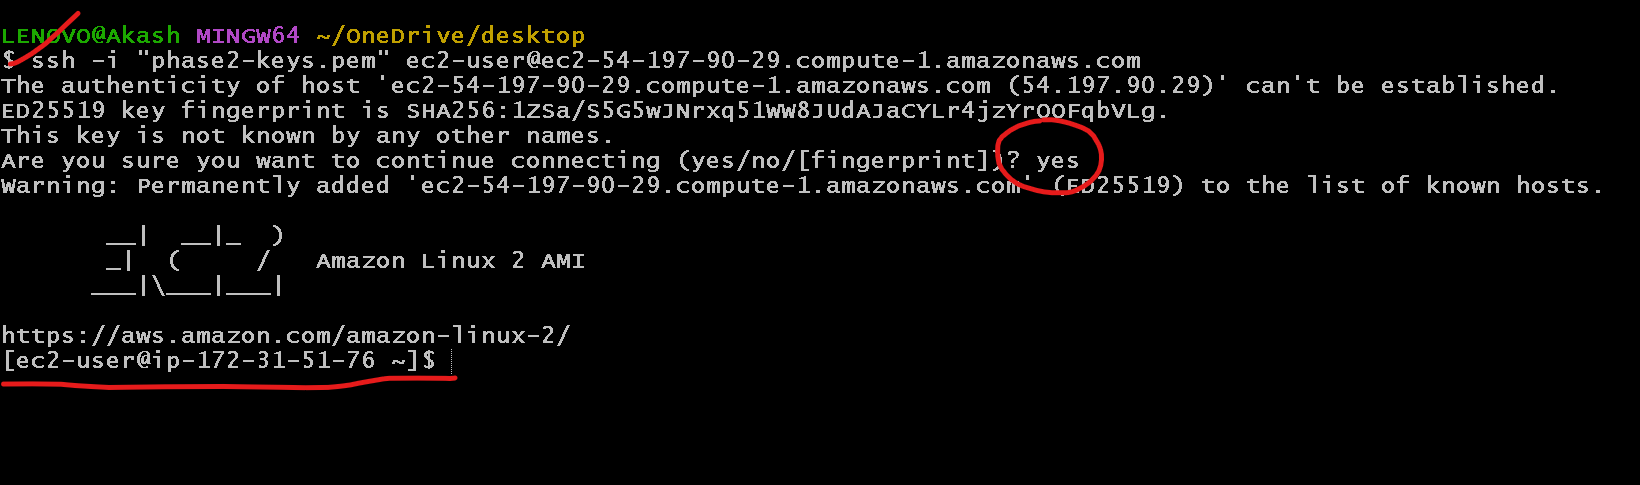 LENOVO@Akash MINGW64 ~/OneDrive/desktop
$ ssh -i "phase2-keys.pem" ec2-user@ec2-54-197-90-29.compute-1.amazonaws.com
The authenticity of host 'ec2-54-197-90-29.compute-1.amazonaws.com (54.197.90.29)' can't be established.
ED25519 key fingerprint is SHA256:1ZSa/S5G5wJNrxq51WW8JUdAJaCYLr4jzYrOOFqbVLg.
This key is not known by any other names.
Are you sure you want to continue connecting (yes/no/[fingerprint])? yes
Warning: Permanently added 'ec2-54-197-90-29.compute-1.amazonaws.com' (ED25519) to the list of known hosts.
       __|  __|_  )
       _|  (     /   Amazon Linux 2 AMI
      ___|\___|___|
https://aws.amazon.com/amazon-linux-2/
[ec2-user@ip-172-31-51-76 ~]$